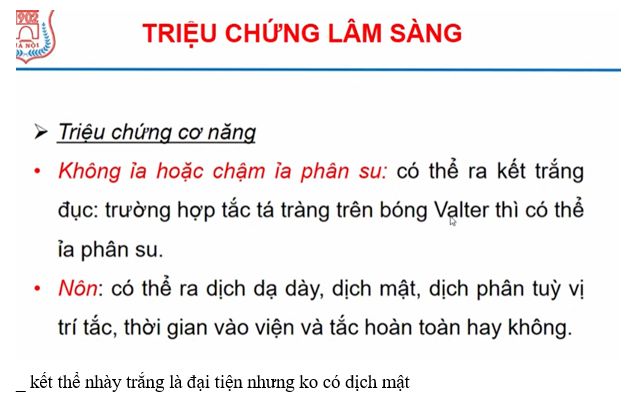 1902
HÀ NỘI
TRIỆU CHỨNG LÂM SÀNG
➢ Triệu chứng cơ năng
• Không ỉa hoặc chậm ỉa phân su: có thể ra kết trắng
đục: trường hợp tắc tá tràng trên bóng Valter thì có thể
ỉa phân su.
• Nôn: có thể ra dịch dạ dày, dịch mật, dịch phân tuỳ vị
trí tắc, thời gian vào viện và tắc hoàn toàn hay không.
_ kết thể nhày trắng là đại tiện nhưng ko có dịch mật